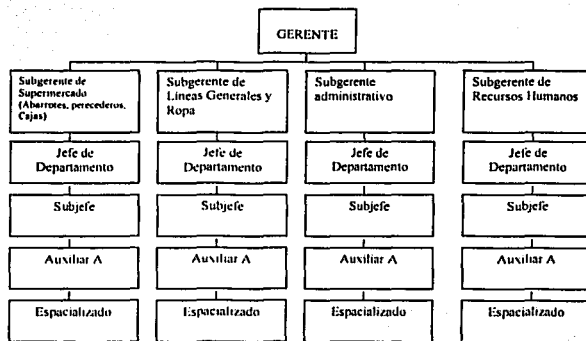 GERENTE
Subgerente de
Supermercado
(Abarrotes, perecederos,
Cajas)
Subgerente de
Líneas Generales y
Ropa
Subgerente
administrativo
Subgerente de
Recursos Humanos
Jefe de
Departamento
Jefe de
Departamento
Jefe de
Departamento
Jefe de
Departamento
Subjefe
Subjefe
Subjefe
Subjefe
Auxiliar A
Auxiliar A
Auxiliar A
Auxiliar A
Espacializado
Espacializado
Espacializado
Espacializado